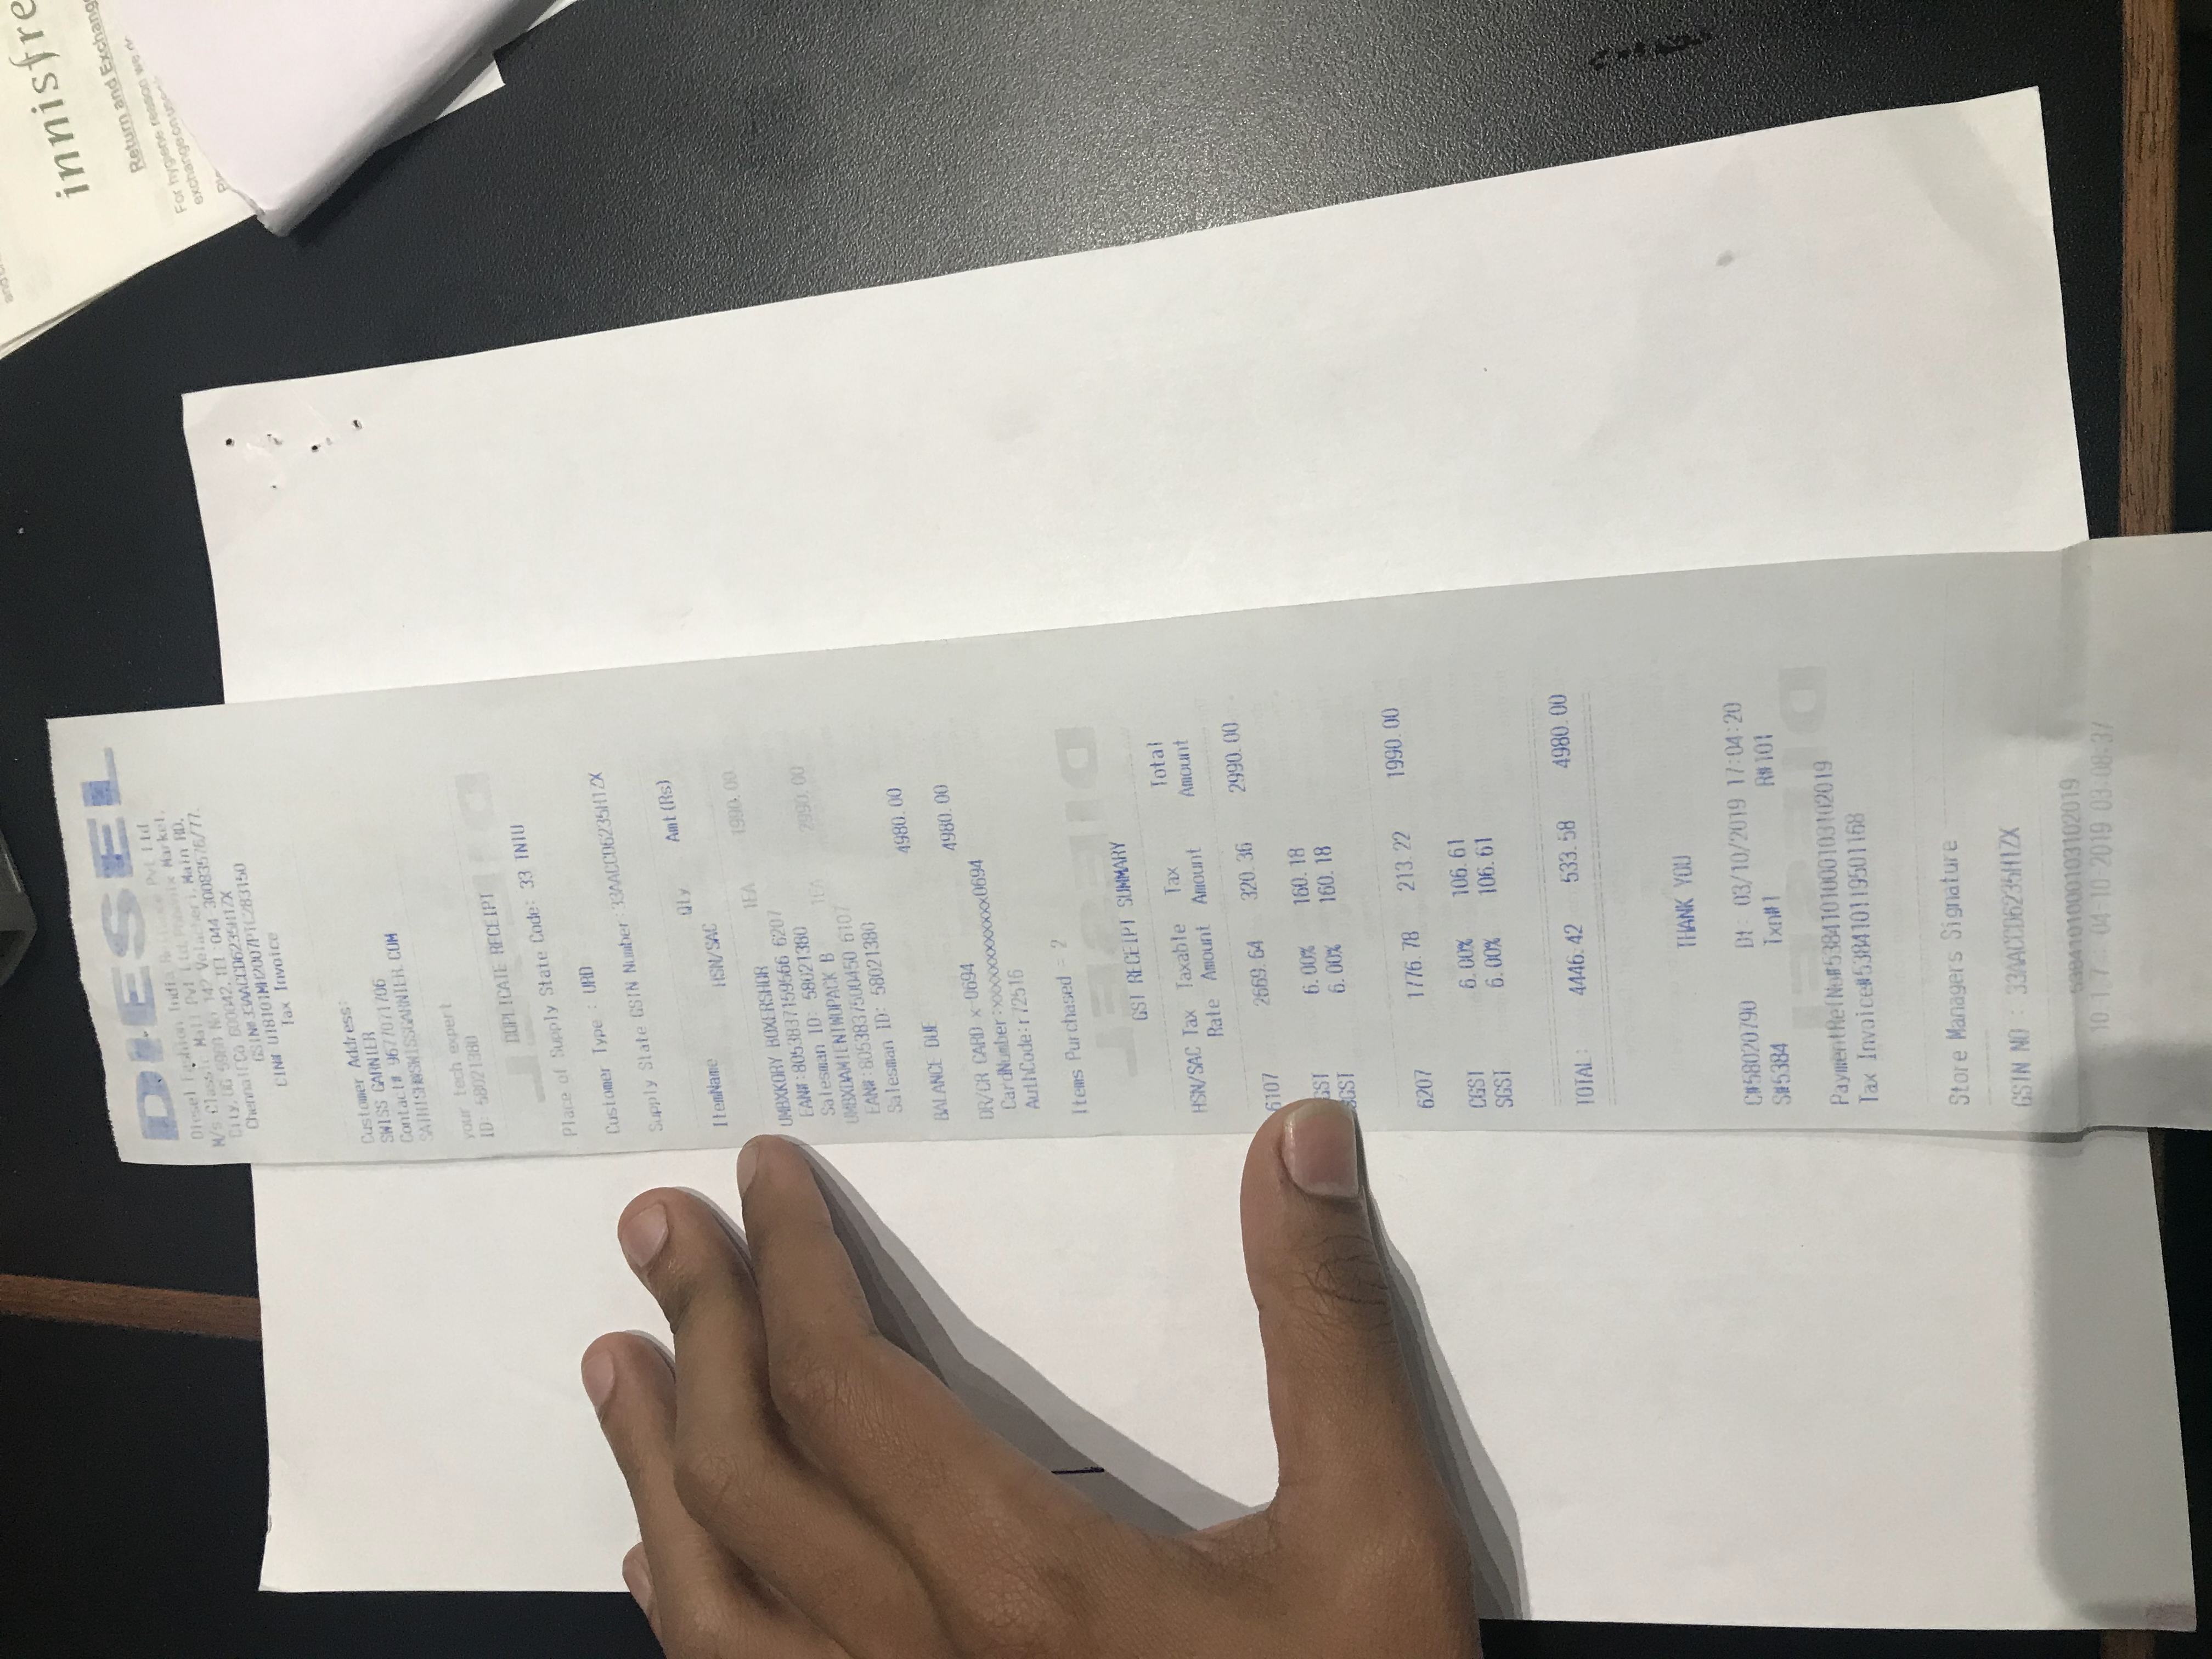 DIESEL
Diesel Fashion India Reliance Pvt Ltd
M/s Classic Mall Pvt Ltd, Phoenix Market,
City, UG 59&60 No 142 Velacheri, Main RD,
Chennai Co 600042, TEL :044-30083576/77,
GSIN#33AACCD6235H1ZX
CIN# U18101MH2007PTC283150
Tax Invoice
Customer Address:
SWISS GARNIER
Contact# 9677071706
SATHISH@SWISSGARNIER.COM
your tech expert
ID: 58021380
DUPLICATE RECEIPT
Place of Supply State Code: 33 TNTU
Customer Type : URD
Supply State GSTN Number:33AACCD6235H1ZX
Qty Amt(Rs)
ItemName HSN/SAC
UMBXKORY BOXERSHOR 1EA 1990.00
EAN#:8053837159566 6207
Salesman ID: 58021380
UMBXDAMIENTWOPACK B 1EA 2990.00
EAN#:8053837500450 6107
Salesman ID: 58021380
BALANCE DUE 4980.00
DR/CR CARD x-0694 4980.00
CardNumber:xxxxxxxxxxxx0694
AuthCode:r72516
Items Purchased = 2
GST RECEIPT SUMMARY
HSN/SAC Tax Taxable Tax Total
Rate Amount Amount Amount
6107 2669.64 320.36 2990.00
GST 6.00% 160.18
SGST 6.00% 160.18
6207 1776.78 213.22 1990.00
CGST 6.00% 106.61
SGST 6.00% 106.61
TOTAL: 4446.42 533.58 4980.00
THANK YOU
C#58020790 Dt: 03/10/2019 17:04:20
S#5384 Txn#1 R#101
PaymentRefNo#5384101000103102019
Tax Invoice#538410119501168
Store Managers Signature
GSTN NO : 33AACCD6235H1ZX
5384101000103102019
10.1.7 04-10-2019 03:08:37
innisfre
Return and Exchange
For hygiene reason we do
exchange on